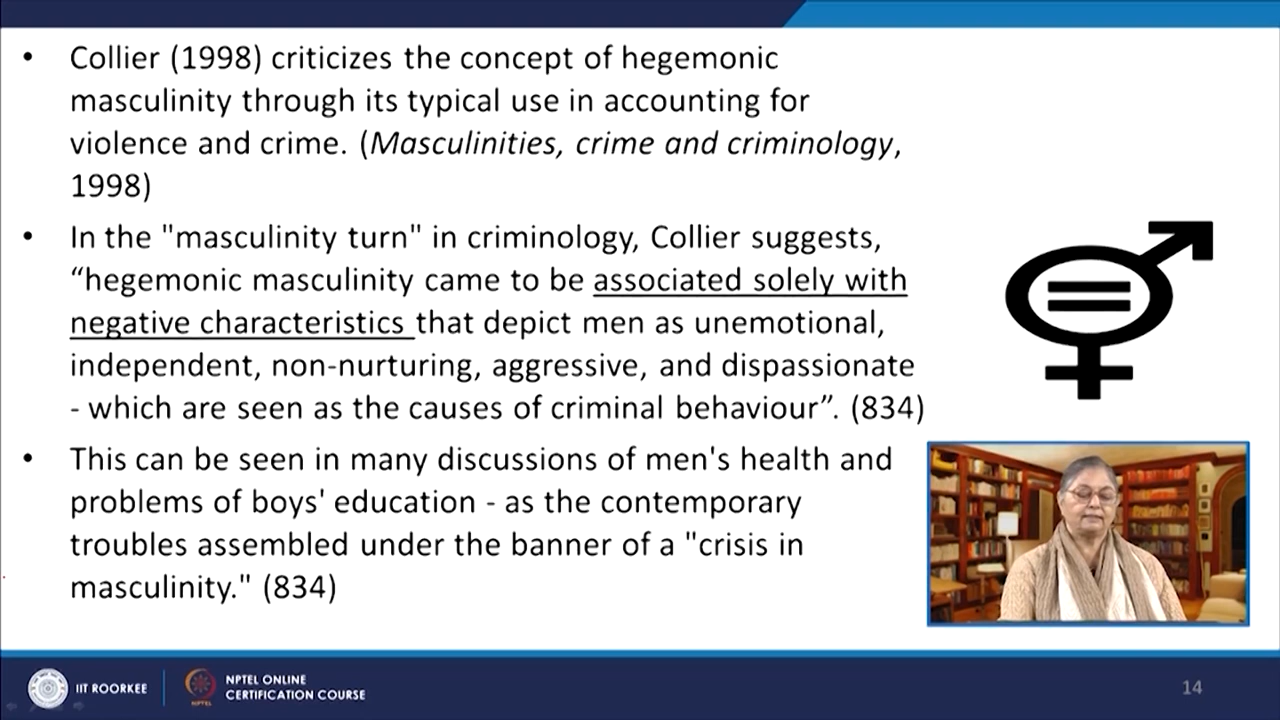 • Collier (1998) criticizes the concept of hegemonic
masculinity through its typical use in accounting for
violence and crime. (Masculinities, crime and criminology,
1998)
• In the "masculinity turn" in criminology, Collier suggests,
“hegemonic masculinity came to be associated solely with
negative characteristics that depict men as unemotional,
independent, non-nurturing, aggressive, and dispassionate
- which are seen as the causes of criminal behaviour”. (834)
• This can be seen in many discussions of men's health and
problems of boys' education - as the contemporary
troubles assembled under the banner of a "crisis in
masculinity." (834)
IIT ROORKEE
NPTEL
NPTEL ONLINE
CERTIFICATION COURSE
14